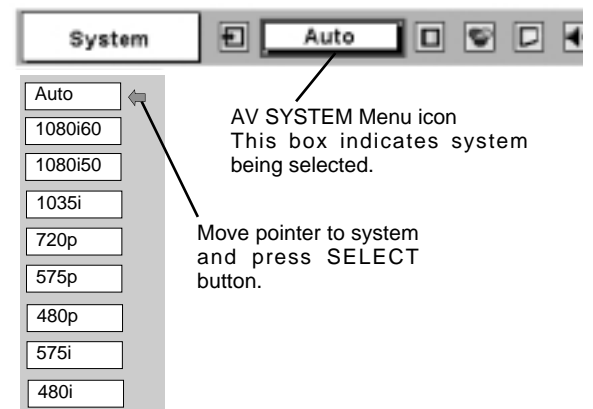 System
Auto
Auto
1080i60
1080i50
1035i
720p
575p
480p
575i
480i
AV SYSTEM Menu icon
This box indicates system
being selected.
Move pointer to system
and press SELECT
button.